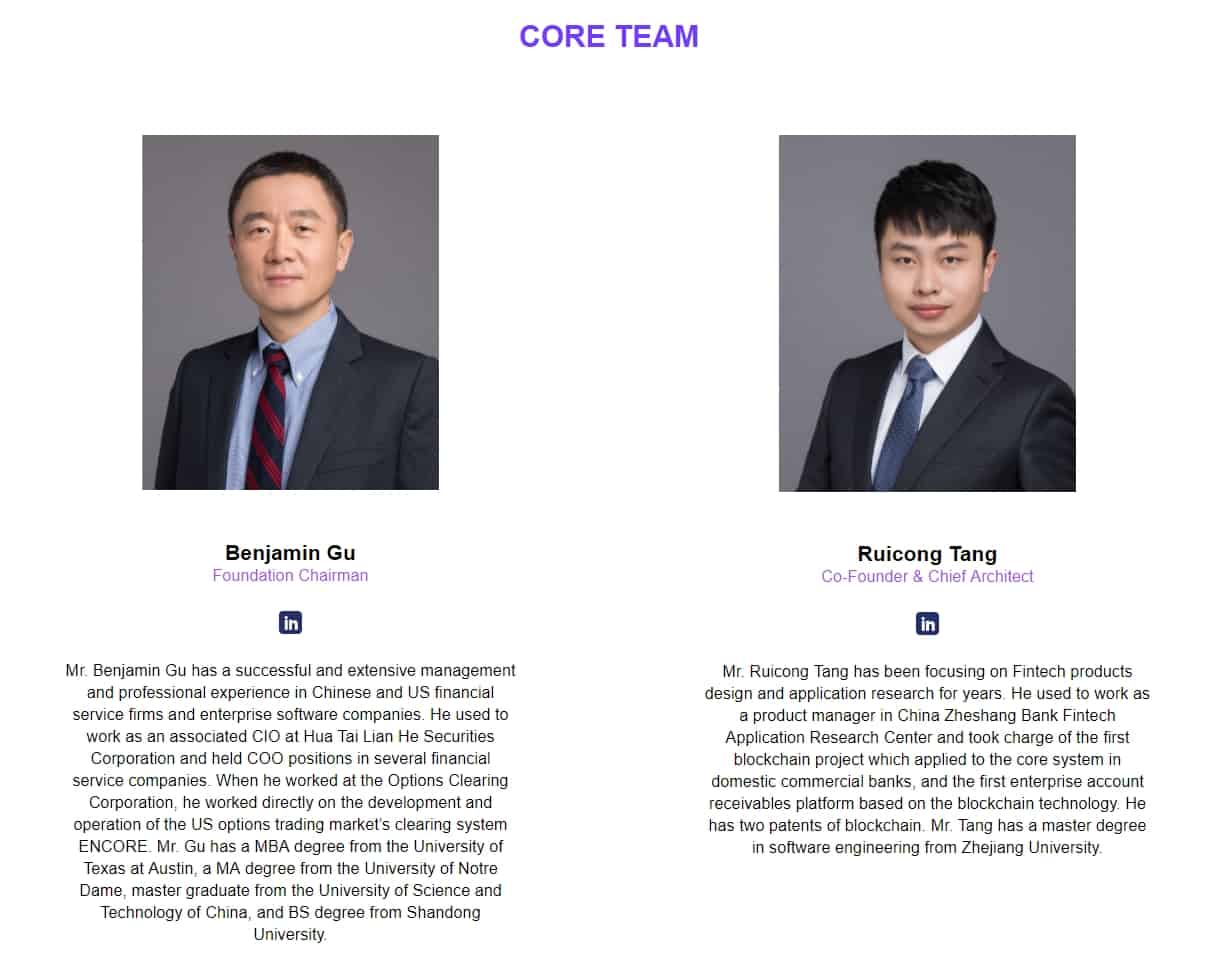 CORE TEAM
Benjamin Gu
Foundation Chairman
in
Mr. Benjamin Gu has a successful and extensive management
and professional experience in Chinese and US financial
service firms and enterprise software companies. He used to
work as an associated CIO at Hua Tai Lian He Securities
Corporation and held COO positions in several financial
service companies. When he worked at the Options Clearing
Corporation, he worked directly on the development and
operation of the US options trading market's clearing system
ENCORE. Mr. Gu has a MBA degree from the University of
Texas at Austin, a MA degree from the University of Notre
Dame, master graduate from the University of Science and
Technology of China, and BS degree from Shandong
University.
Ruicong Tang
Co-Founder & Chief Architect
in
Mr. Ruicong Tang has been focusing on Fintech products
design and application research for years. He used to work as
a product manager in China Zheshang Bank Fintech
Application Research Center and took charge of the first
blockchain project which applied to the core system in
domestic commercial banks, and the first enterprise account
receivables platform based on the blockchain technology. He
has two patents of blockchain. Mr. Tang has a master degree
in software engineering from Zhejiang University.